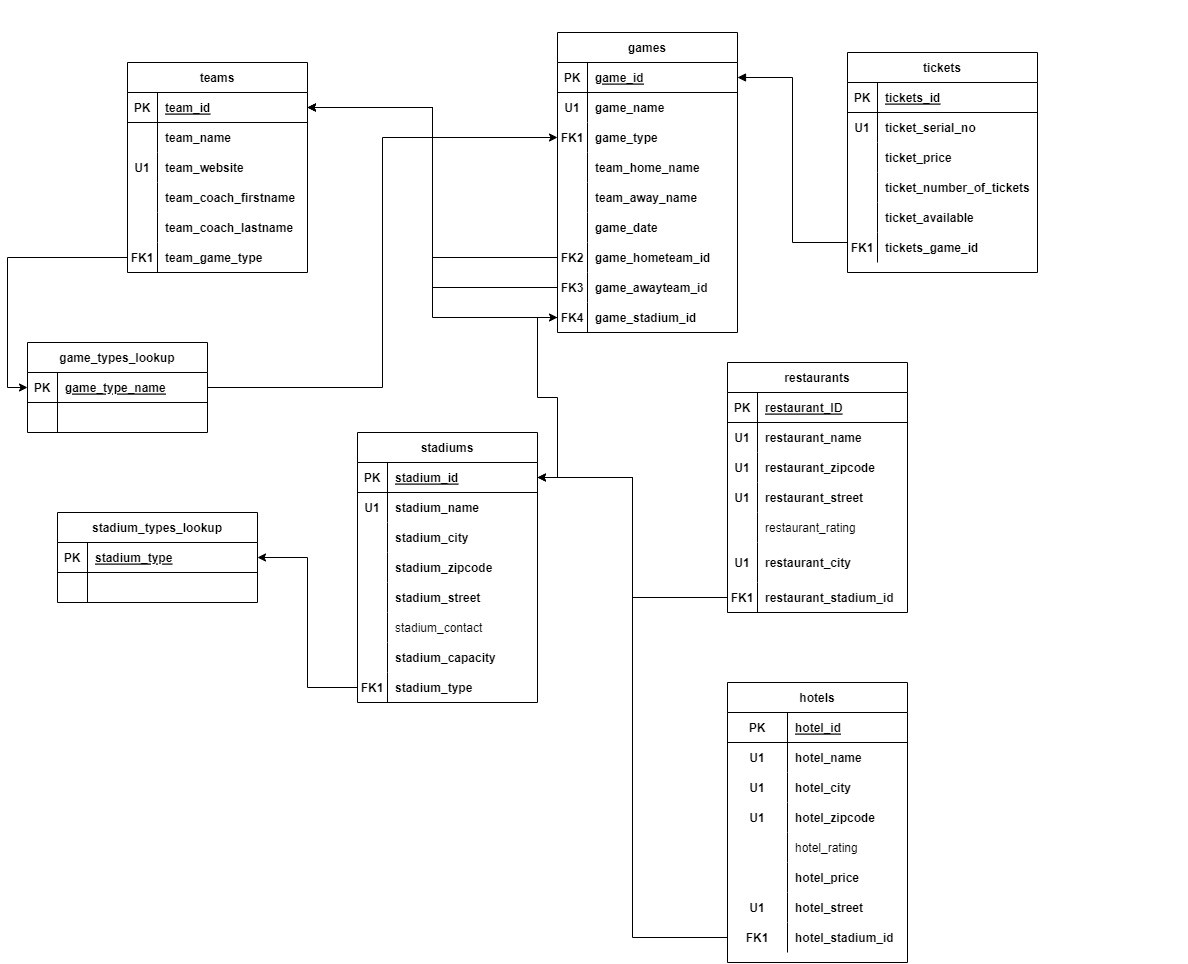 teams
PK team_id
team_name
U1 team_website
team_coach_firstname
team_coach_lastname
FK1 team_game_type
games
PK game_id
U1 game_name
FK1 game_type
team_home_name
team_away_name
game_date
FK2 game_hometeam_id
FK3 game_awayteam_id
FK4 game_stadium_id
tickets
PK tickets_id
U1 ticket_serial_no
ticket_price
ticket_number_of_tickets
ticket_available
FK1 tickets_game_id
game_types_lookup
PK game_type_name
stadiums
PK stadium_id
U1 stadium_name
stadium_city
stadium_zipcode
stadium_street
stadium_contact
stadium_capacity
FK1 stadium_type
stadium_types_lookup
PK stadium_type
restaurants
PK restaurant_ID
U1 restaurant_name
U1 restaurant_zipcode
U1 restaurant_street
restaurant_rating
U1 restaurant_city
FK1 restaurant_stadium_id
hotels
PK hotel_id
U1 hotel_name
U1 hotel_city
U1 hotel_zipcode
hotel_rating
hotel_price
U1 hotel_street
FK1 hotel_stadium_id